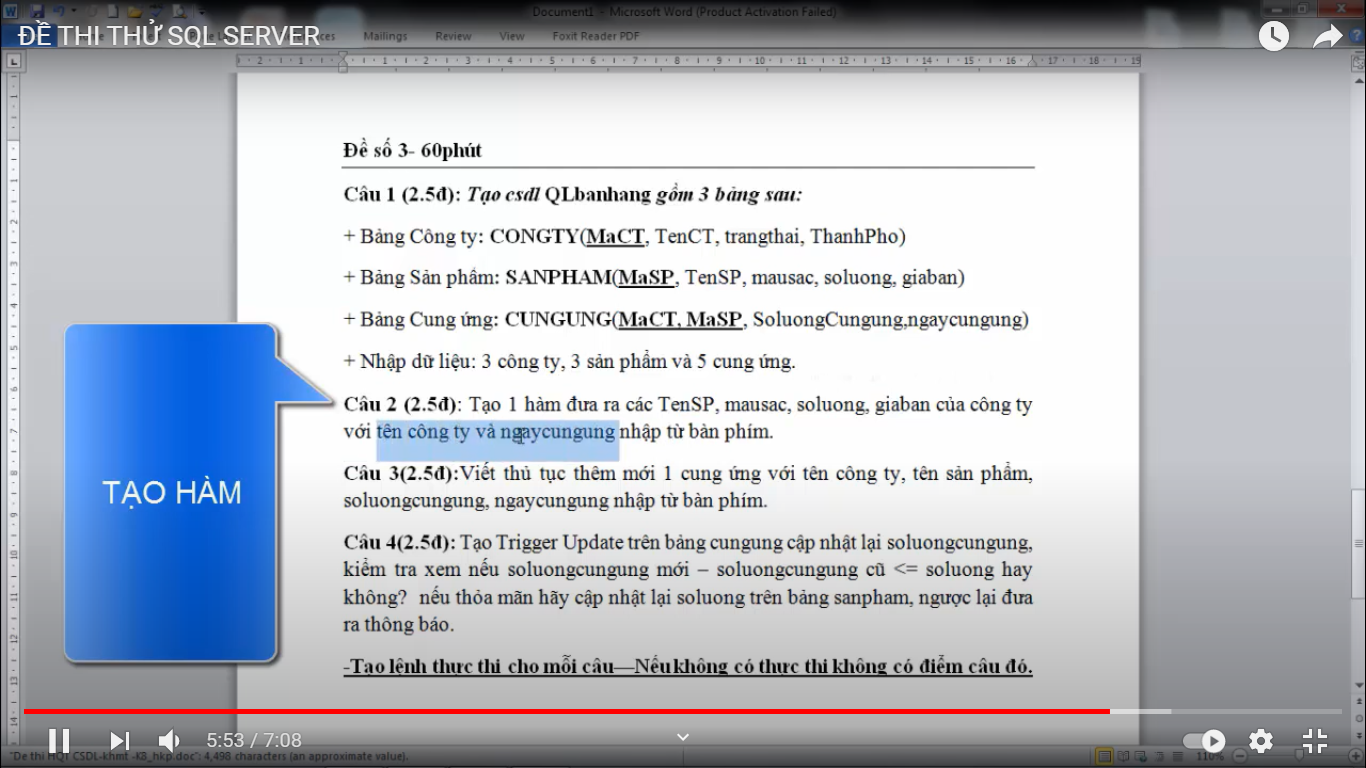 Document1 - Microsoft Word (Product Activation Failed)
ĐỀ THI THỬ SQL SERVER
Mailings Review View Foxit Reader PDF
Đề số 3- 60phút
Câu 1 (2.5đ): Tạo csdl QLbanhang gồm 3 bảng sau:
+ Bảng Công ty: CONGTY(MaCT, TenCT, trangthai, ThanhPho)
+ Bảng Sản phẩm: SANPHAM(MaSP, TenSP, mausac, soluong, giaban)
+ Bảng Cung ứng: CUNGUNG(MaCT, MaSP, SoluongCungung,ngaycungung)
+ Nhập dữ liệu: 3 công ty, 3 sản phẩm và 5 cung ứng.
Câu 2 (2.5đ): Tạo 1 hàm đưa ra các TenSP, mausac, soluong, giaban của công ty
với tên công ty và ngaycungung nhập từ bàn phím.
Câu 3(2.5đ):Viết thủ tục thêm mới 1 cung ứng với tên công ty, tên sản phẩm,
soluongcungung, ngaycungung nhập từ bàn phím.
TẠO HÀM
Câu 4(2.5đ): Tạo Trigger Update trên bảng cungung cập nhật lại soluongcungung,
kiểm tra xem nếu soluongcungung mới – soluongcungung cũ <= soluong hay
không? nếu thỏa mãn hãy cập nhật lại soluong trên bảng sanpham, ngược lại đưa
ra thông báo.
-Tạo lệnh thực thi cho mỗi câu—Nếu không có thực thi không có điểm câu đó.
5:53 / 7:08
"De thi HQT CSDL-khmt -K8_hkp.doc": 4,498 characters (an approximate value).
110%